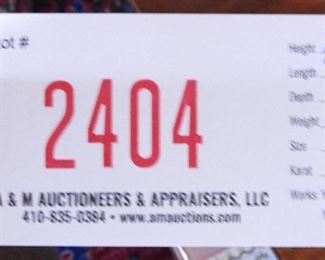 ot #
2404
A & M AUCTIONEERS & APPRAISERS, LLC
410-835-0384 • www.amauctions.com
Height
Length
Depth
Weight
Size
Karat
Works